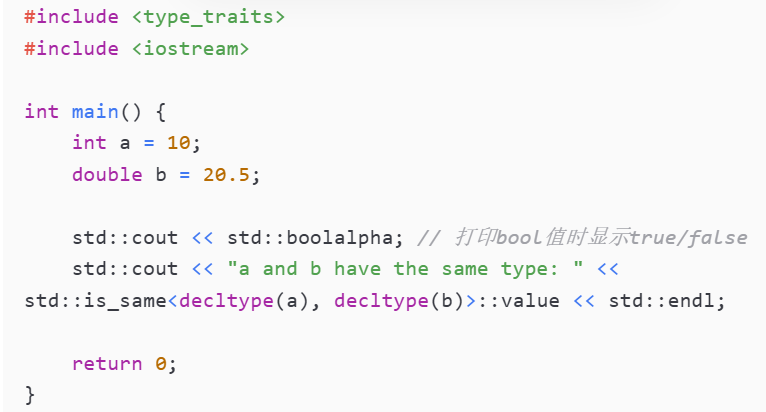 #include <type_traits>
#include <iostream>
int main() {
    int a = 10;
    double b = 20.5;
    std::cout << std::boolalpha; // 打印bool值时显示true/false
    std::cout << "a and b have the same type: " <<
std::is_same<decltype(a), decltype(b)>::value << std::endl;
    return 0;
}